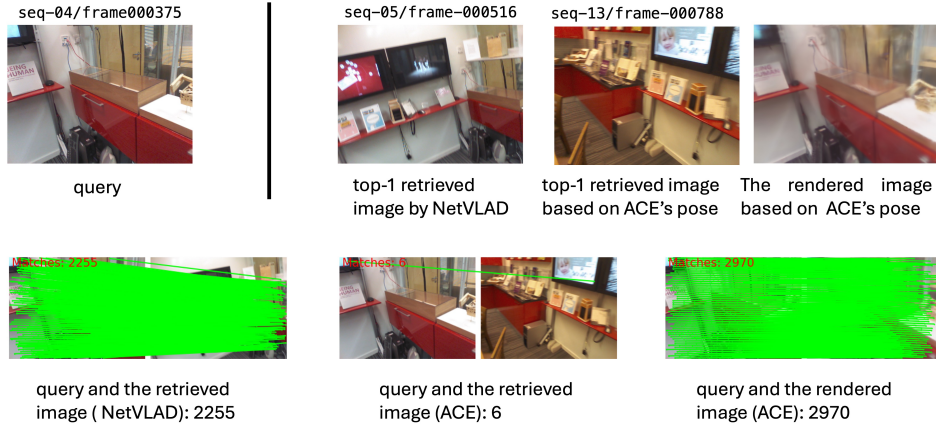 seq-04/frame000375
seq-05/frame-000516
seq-13/frame-000788
EING
HUMAN
query
top-1 retrieved
image by NetVLAD
top-1 retrieved image
based on ACE's pose
The rendered image
based on ACE's pose
Matches: 2255
Matches: 6
Matches: 2970
query and the retrieved
image ( NetVLAD): 2255
query and the retrieved
image (ACE): 6
query and the rendered
image (ACE): 2970